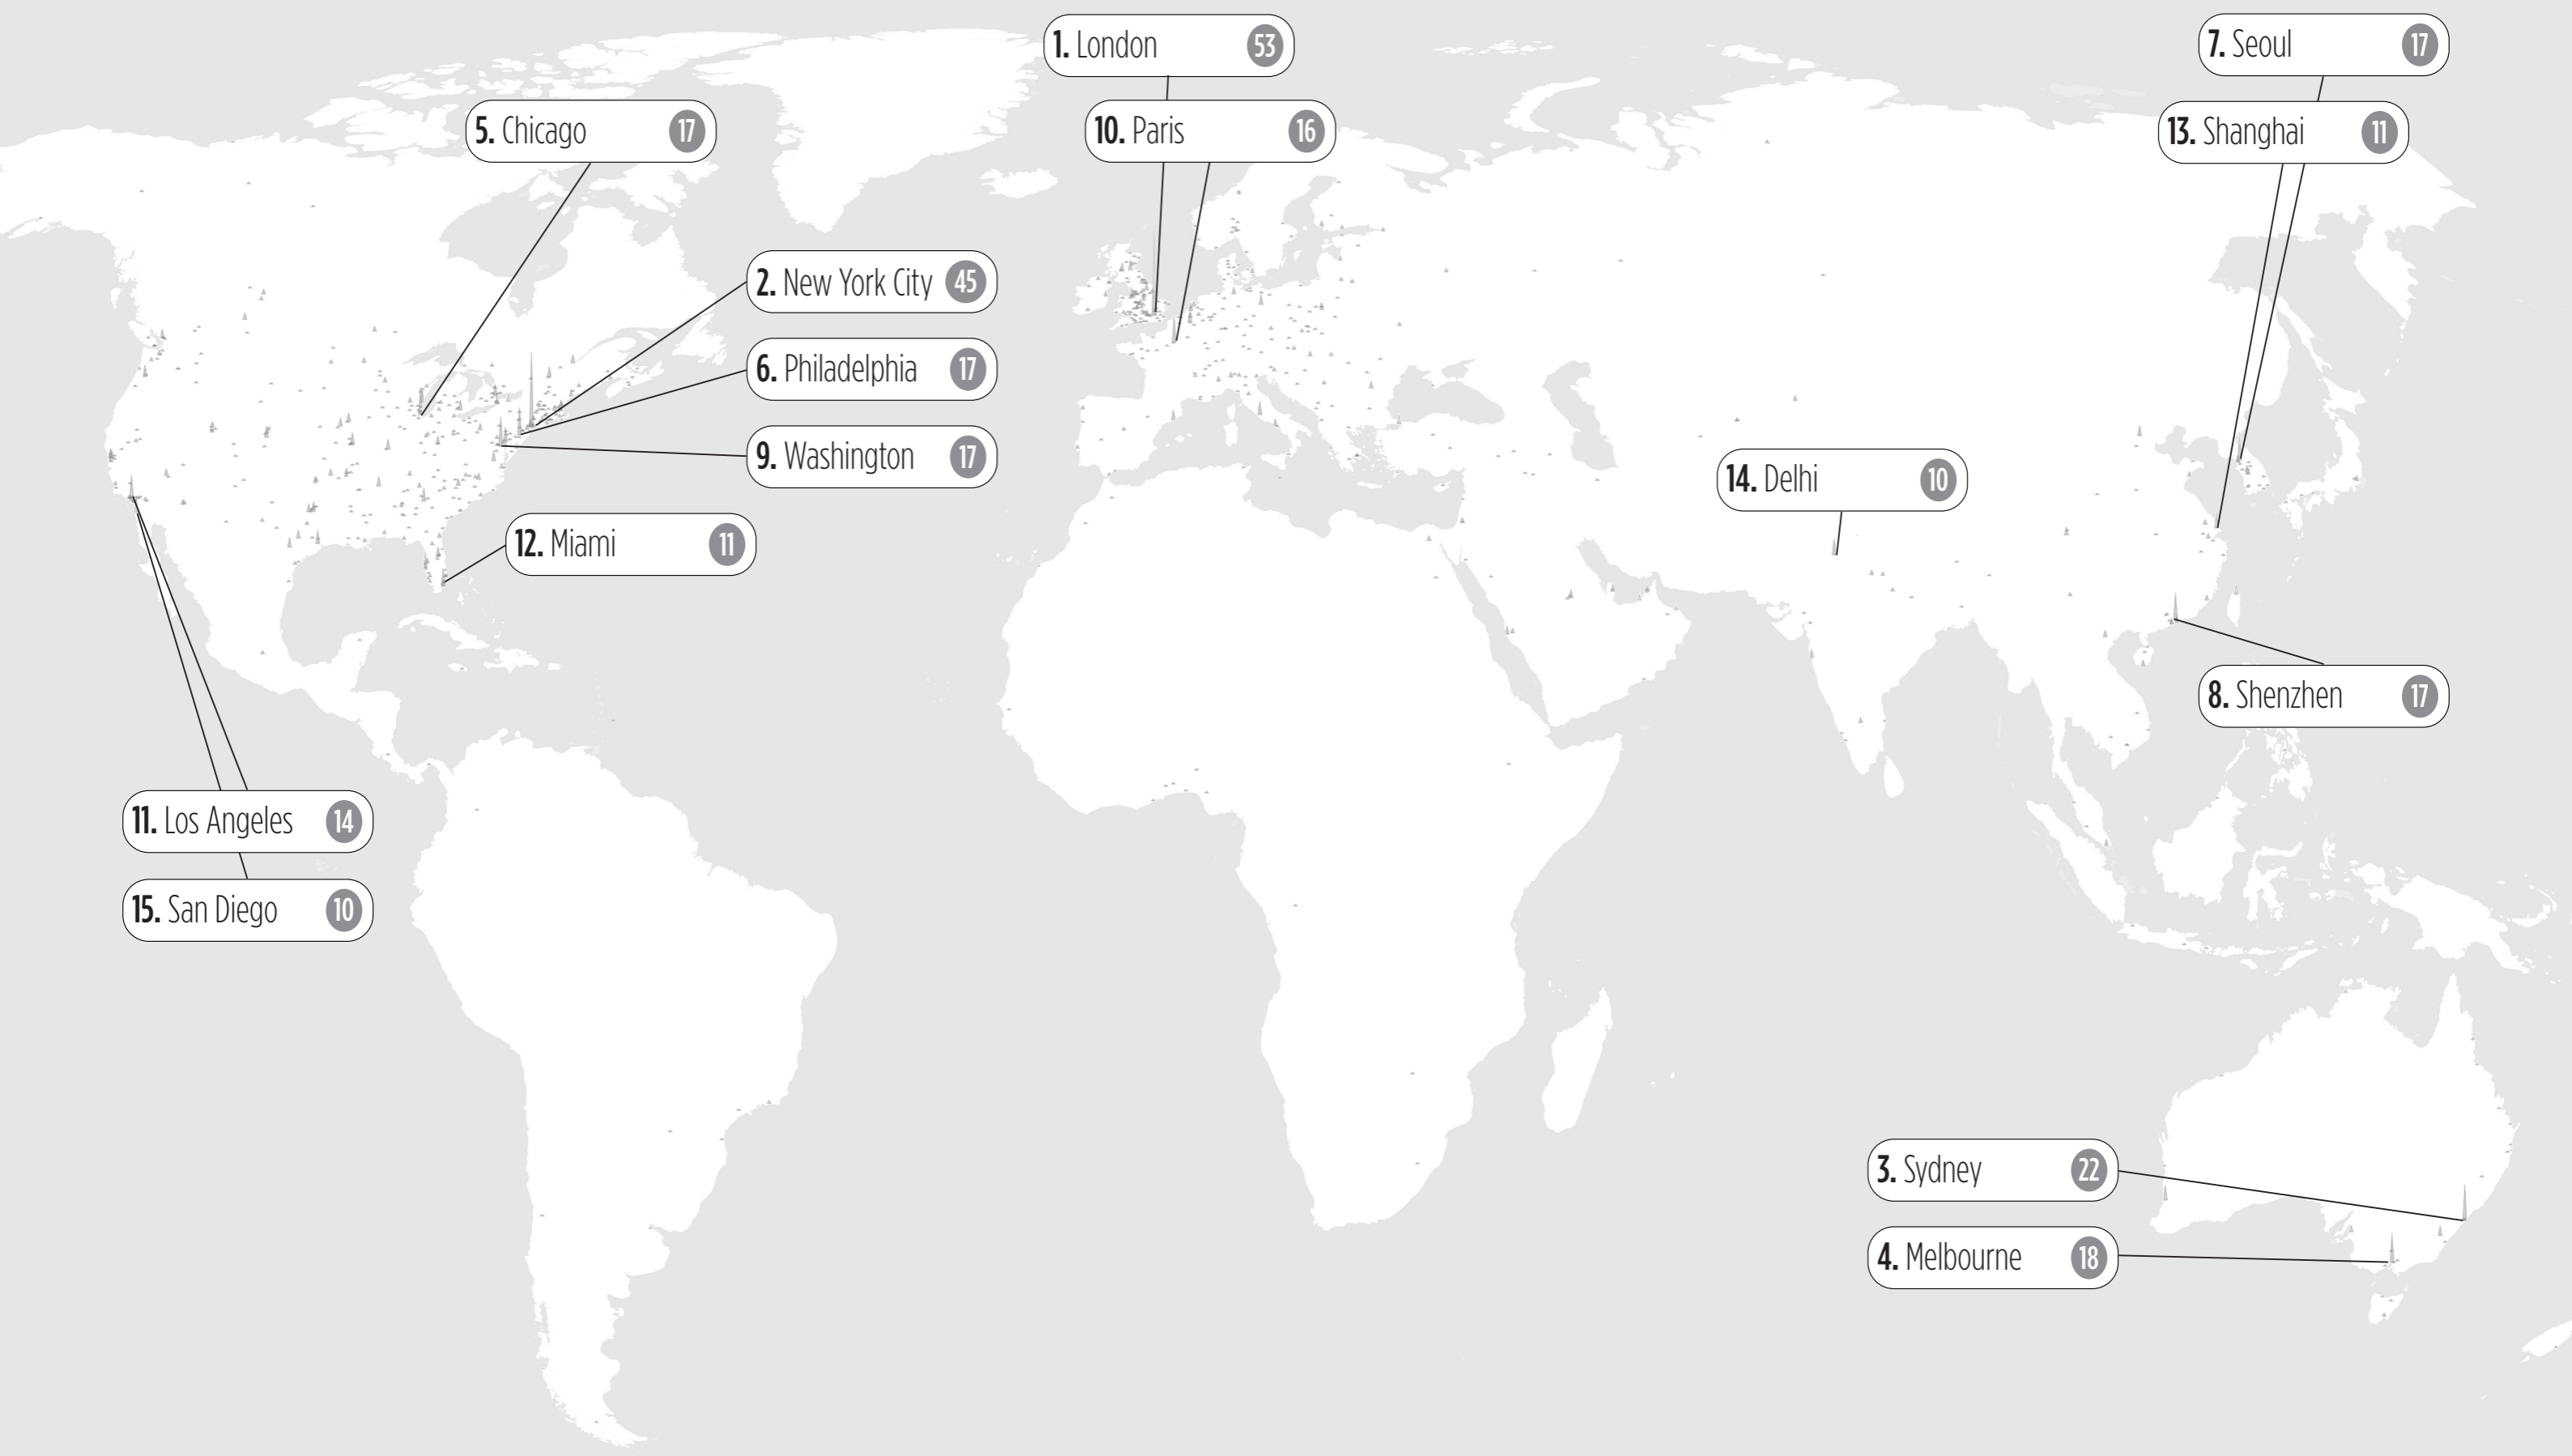 1. London 53
7. Seoul 17
10. Paris 16
5. Chicago 17
13. Shanghai 11
2. New York City 45
6. Philadelphia 17
9. Washington 17
14. Delhi 10
12. Miami 11
8. Shenzhen 17
11. Los Angeles 14
15. San Diego 10
3. Sydney 22
4. Melbourne 18